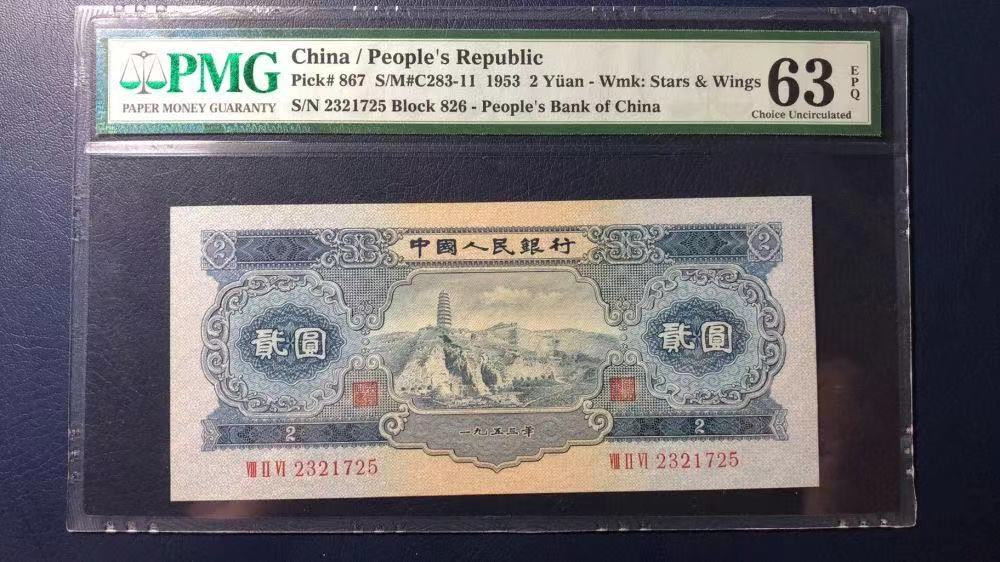 PMG
PAPER MONEY GUARANTY
China / People's Republic
Pick# 867 S/M#C283-11 1953 2 Yüan - Wmk: Stars & Wings
S/N 2321725 Block 826 - People's Bank of China
63
EPQ
Choice Uncirculated
2
中國人民銀行
2
貳圓
貳圓
一九五三年
2
2
Ⅷ Ⅱ Ⅵ 2321725
Ⅷ Ⅱ Ⅵ 2321725